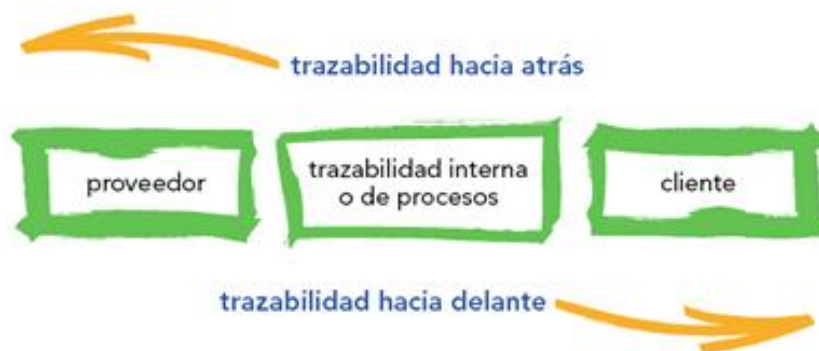 trazabilidad hacia atrás
proveedor
trazabilidad interna
o de procesos
cliente
trazabilidad hacia delante